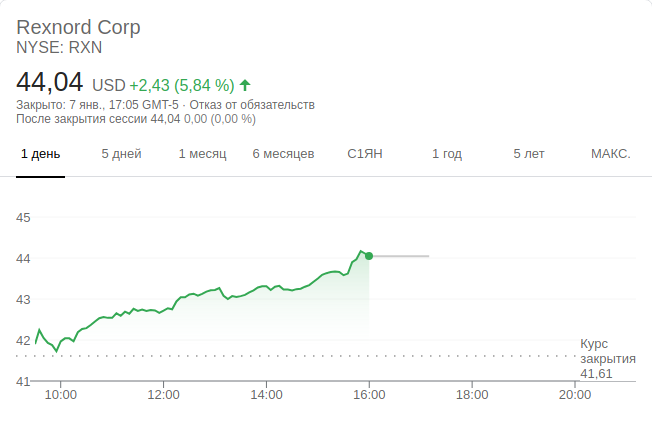 Rexnord Corp
NYSE: RXN
44,04 USD +2,43 (5,84 %)
Закрыто: 7 янв., 17:05 GMT-5 · Отказ от обязательств
После закрытия сессии 44,04 0,00 (0,00 %)
1 день 5 дней 1 месяц 6 месяцев С1ЯН 1 год 5 лет МАКС.
45
44
43
42
41
Курс
закрытия
41,61
10:00 12:00 14:00 16:00 18:00 20:00